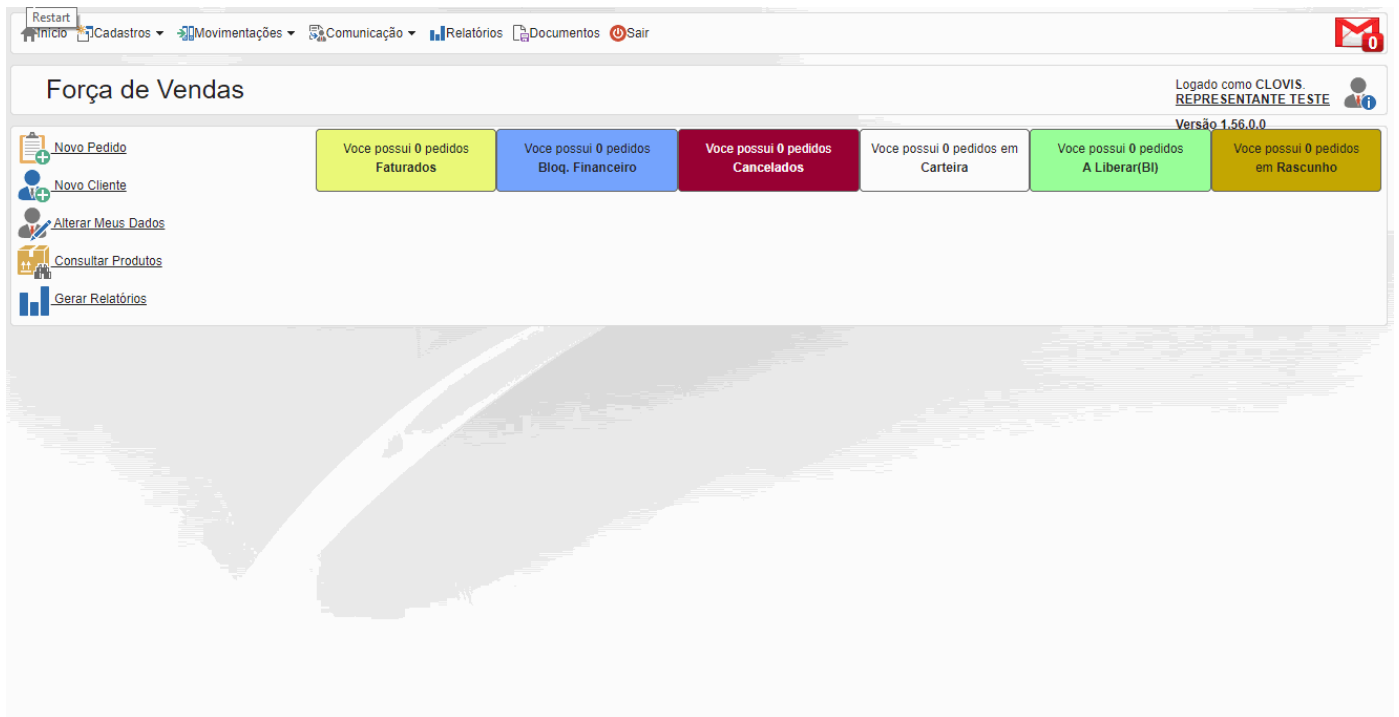 Restart
Início Cadastros Movimentações Comunicação Relatórios Documentos Sair
0
Força de Vendas
Logado como CLOVIS.
REPRESENTANTE TESTE
Versão 1.56.0.0
Novo Pedido
Novo Cliente
Alterar Meus Dados
Consultar Produtos
Gerar Relatórios
Voce possui 0 pedidos
Faturados
Voce possui 0 pedidos
Bloq. Financeiro
Voce possui 0 pedidos
Cancelados
Voce possui 0 pedidos em
Carteira
Voce possui 0 pedidos
A Liberar(BI)
Voce possui 0 pedidos
em Rascunho